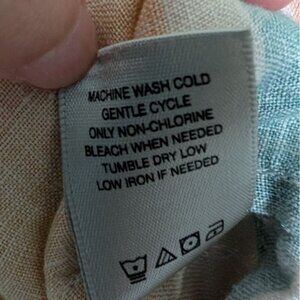 MACHINE WASH COLD
GENTLE CYCLE
ONLY NON-CHLORINE
BLEACH WHEN NEEDED
TUMBLE DRY LOW
LOW IRON IF NEEDED